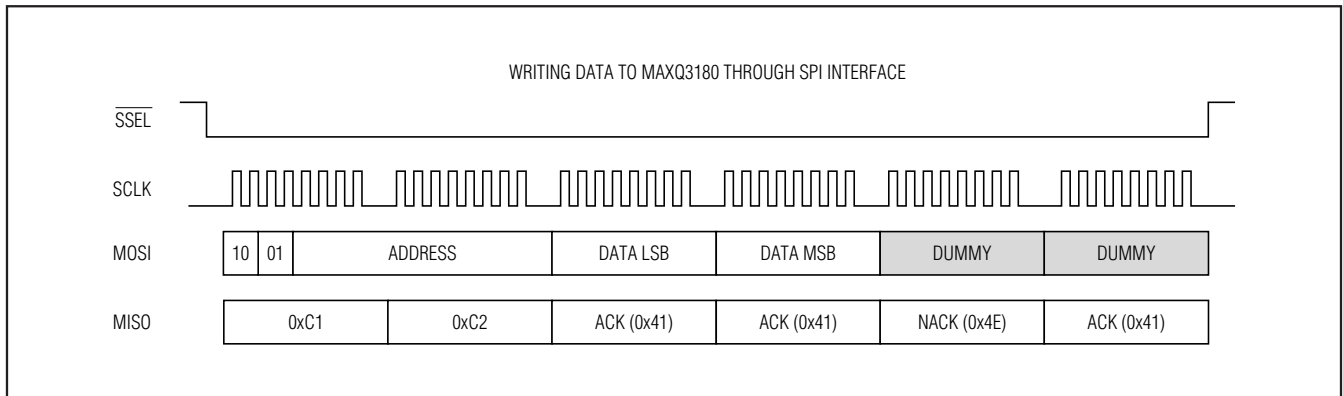 WRITING DATA TO MAXQ3180 THROUGH SPI INTERFACE
SSEL
SCLK
MOSI 10 01 ADDRESS DATA LSB DATA MSB DUMMY DUMMY
MISO 0xC1 0xC2 ACK (0x41) ACK (0x41) NACK (0x4E) ACK (0x41)